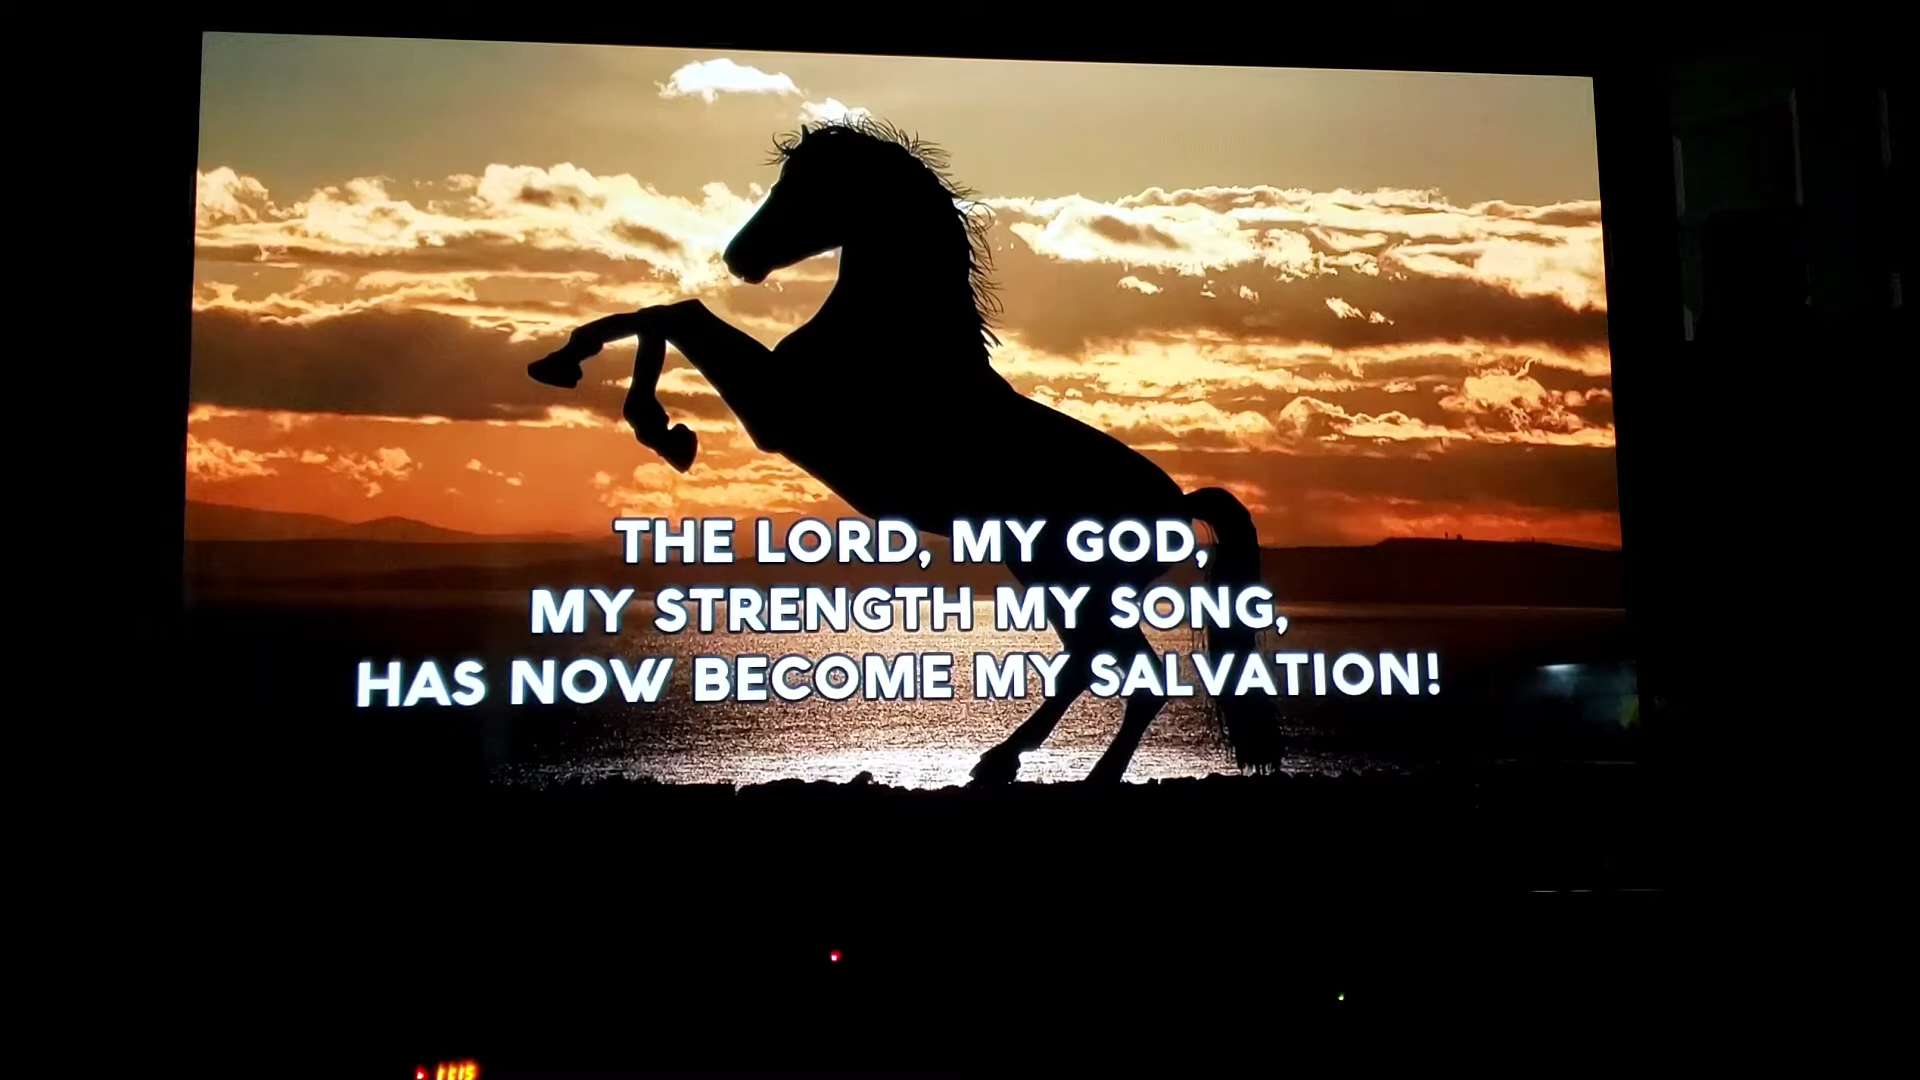 THE LORD, MY GOD,
MY STRENGTH MY SONG,
HAS NOW BECOME MY SALVATION!